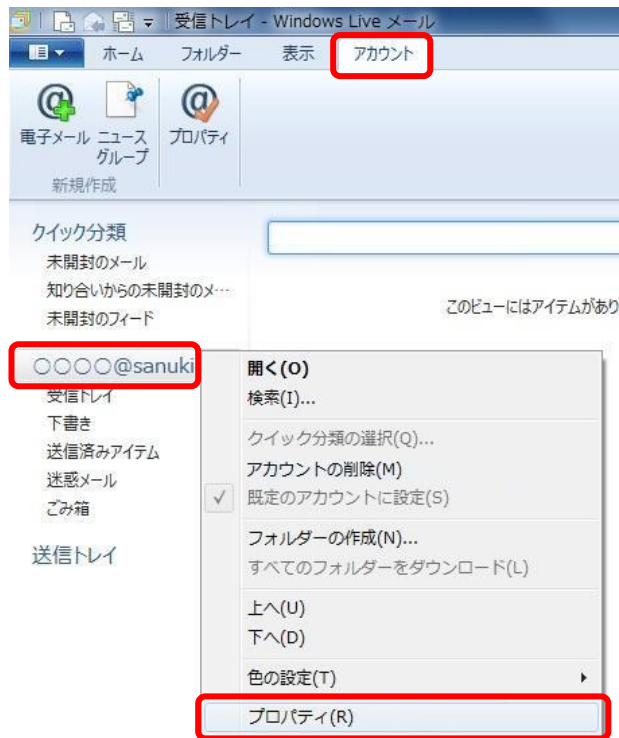 受信トレイ - Windows Live メール
ホーム フォルダー 表示 アカウント
電子メール ニュース グループ プロパティ
新規作成
クイック分類
未開封のメール
知り合いからの未開封のメ…
未開封のフィード
このビューにはアイテムがあり
〇〇〇〇@sanuki
受信トレイ
下書き
送信済みアイテム
迷惑メール
ごみ箱
送信トレイ
開く(O)
検索(I)...
クイック分類の選択(Q)...
アカウントの削除(M)
既定のアカウントに設定(S)
フォルダーの作成(N)...
すべてのフォルダーをダウンロード(L)
上へ(U)
下へ(D)
色の設定(T)
プロパティ(R)